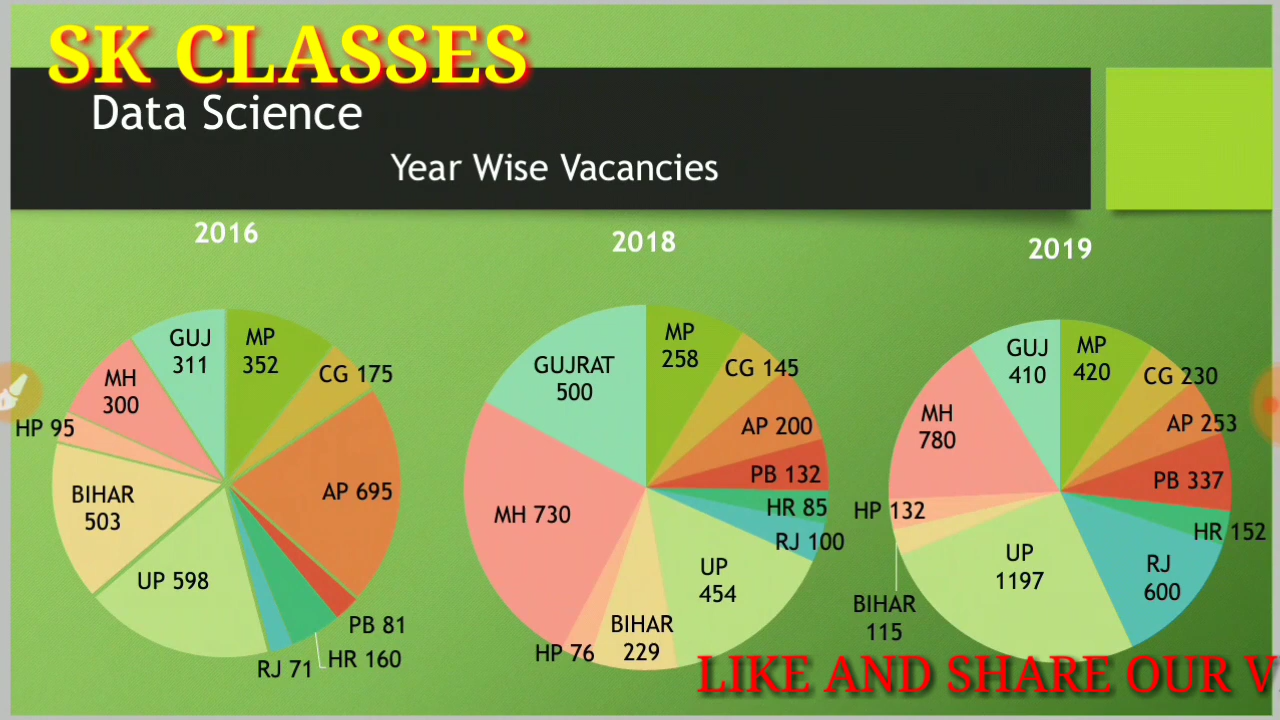 SK CLASSES
Data Science
Year Wise Vacancies
2016
MP
352
CG 175
AP 695
PB 81
HR 160
RJ 71
UP 598
BIHAR
503
HP 95
MH
300
GUJ
311
2018
MP
258
CG 145
AP 200
PB 132
HR 85
RJ 100
UP
454
BIHAR
229
HP 76
MH 730
GUJRAT
500
2019
MP
420
CG 230
AP 253
PB 337
HR 152
RJ
600
UP
1197
BIHAR
115
HP 132
MH
780
GUJ
410
LIKE AND SHARE OUR V